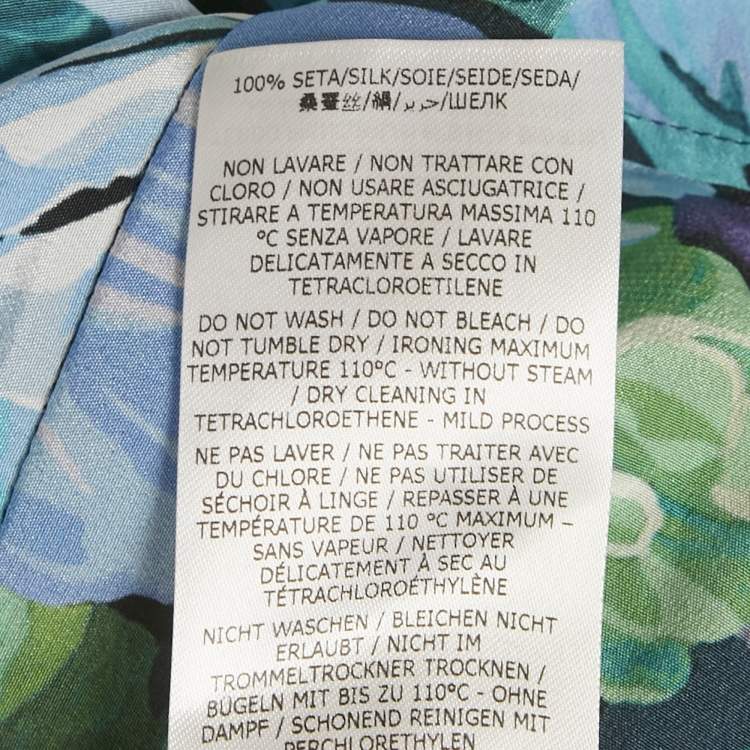 100% SETA/SILK/SOIE/SEIDE/SEDA/
桑蚕丝/絹/حرير/ШЕЛК
NON LAVARE / NON TRATTARE CON
CLORO / NON USARE ASCIUGATRICE /
STIRARE A TEMPERATURA MASSIMA 110
ºC SENZA VAPORE / LAVARE
DELICATAMENTE A SECCO IN
TETRACLOROETILENE
DO NOT WASH / DO NOT BLEACH / DO
NOT TUMBLE DRY / IRONING MAXIMUM
TEMPERATURE 110ºC - WITHOUT STEAM
/ DRY CLEANING IN
TETRACHLOROETHENE - MILD PROCESS
NE PAS LAVER / NE PAS TRAITER AVEC
DU CHLORE / NE PAS UTILISER DE
SÉCHOIR À LINGE / REPASSER À UNE
TEMPÉRATURE DE 110 ºC MAXIMUM –
SANS VAPEUR / NETTOYER
DÉLICATEMENT À SEC AU
TÉTRACHLOROÉTHYLÈNE
NICHT WASCHEN / BLEICHEN NICHT
ERLAUBT / NICHT IM
TROMMELTROCKNER TROCKNEN /
BÜGELN MIT BIS ZU 110ºC - OHNE
DAMPF / SCHONEND REINIGEN MIT
PERCHLORETHYLEN